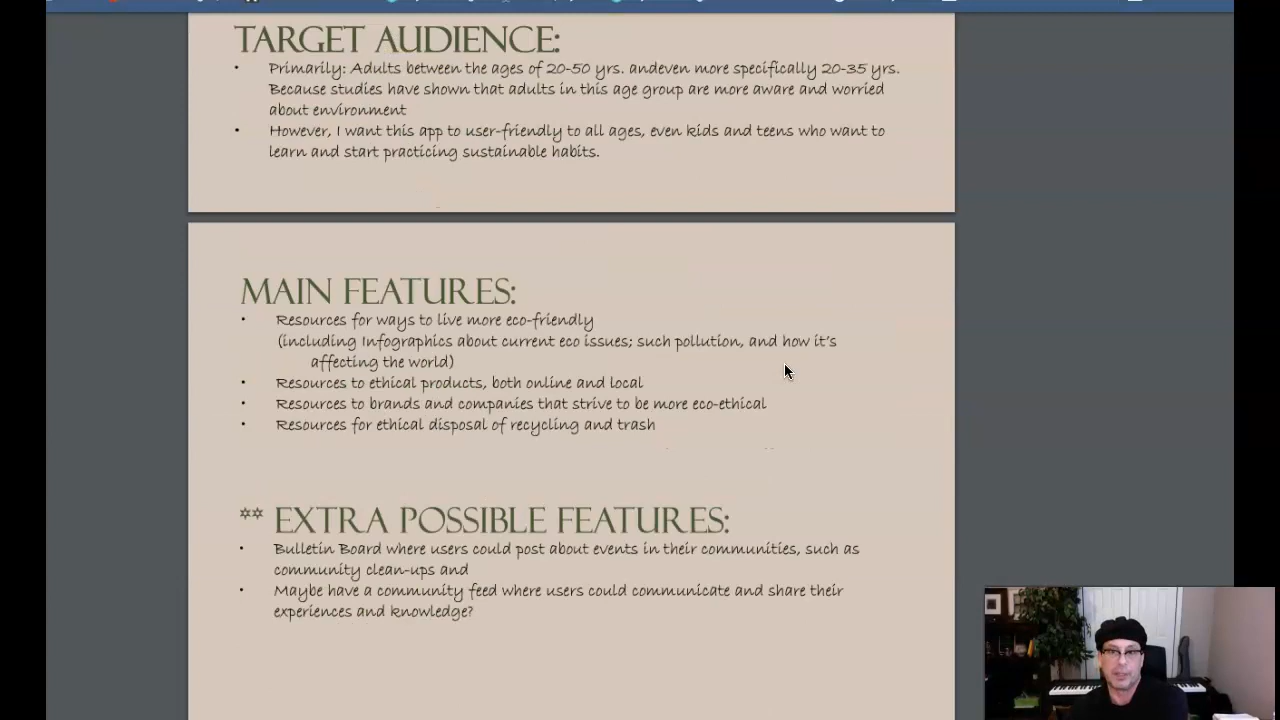 TARGET AUDIENCE:
• Primarily: Adults between the ages of 20-50 yrs. andeven more specifically 20-35 yrs.
Because studies have shown that adults in this age group are more aware and worried
about environment
• However, I want this app to user-friendly to all ages, even kids and teens who want to
learn and start practicing sustainable habits.
MAIN FEATURES:
• Resources for ways to live more eco-friendly
(including Infographics about current eco issues; such pollution, and how it's
affecting the world)
• Resources to ethical products, both online and local
• Resources to brands and companies that strive to be more eco-ethical
• Resources for ethical disposal of recycling and trash
** EXTRA POSSIBLE FEATURES:
• Bulletin Board where users could post about events in their communities, such as
community clean-ups and
• Maybe have a community feed where users could communicate and share their
experiences and knowledge?